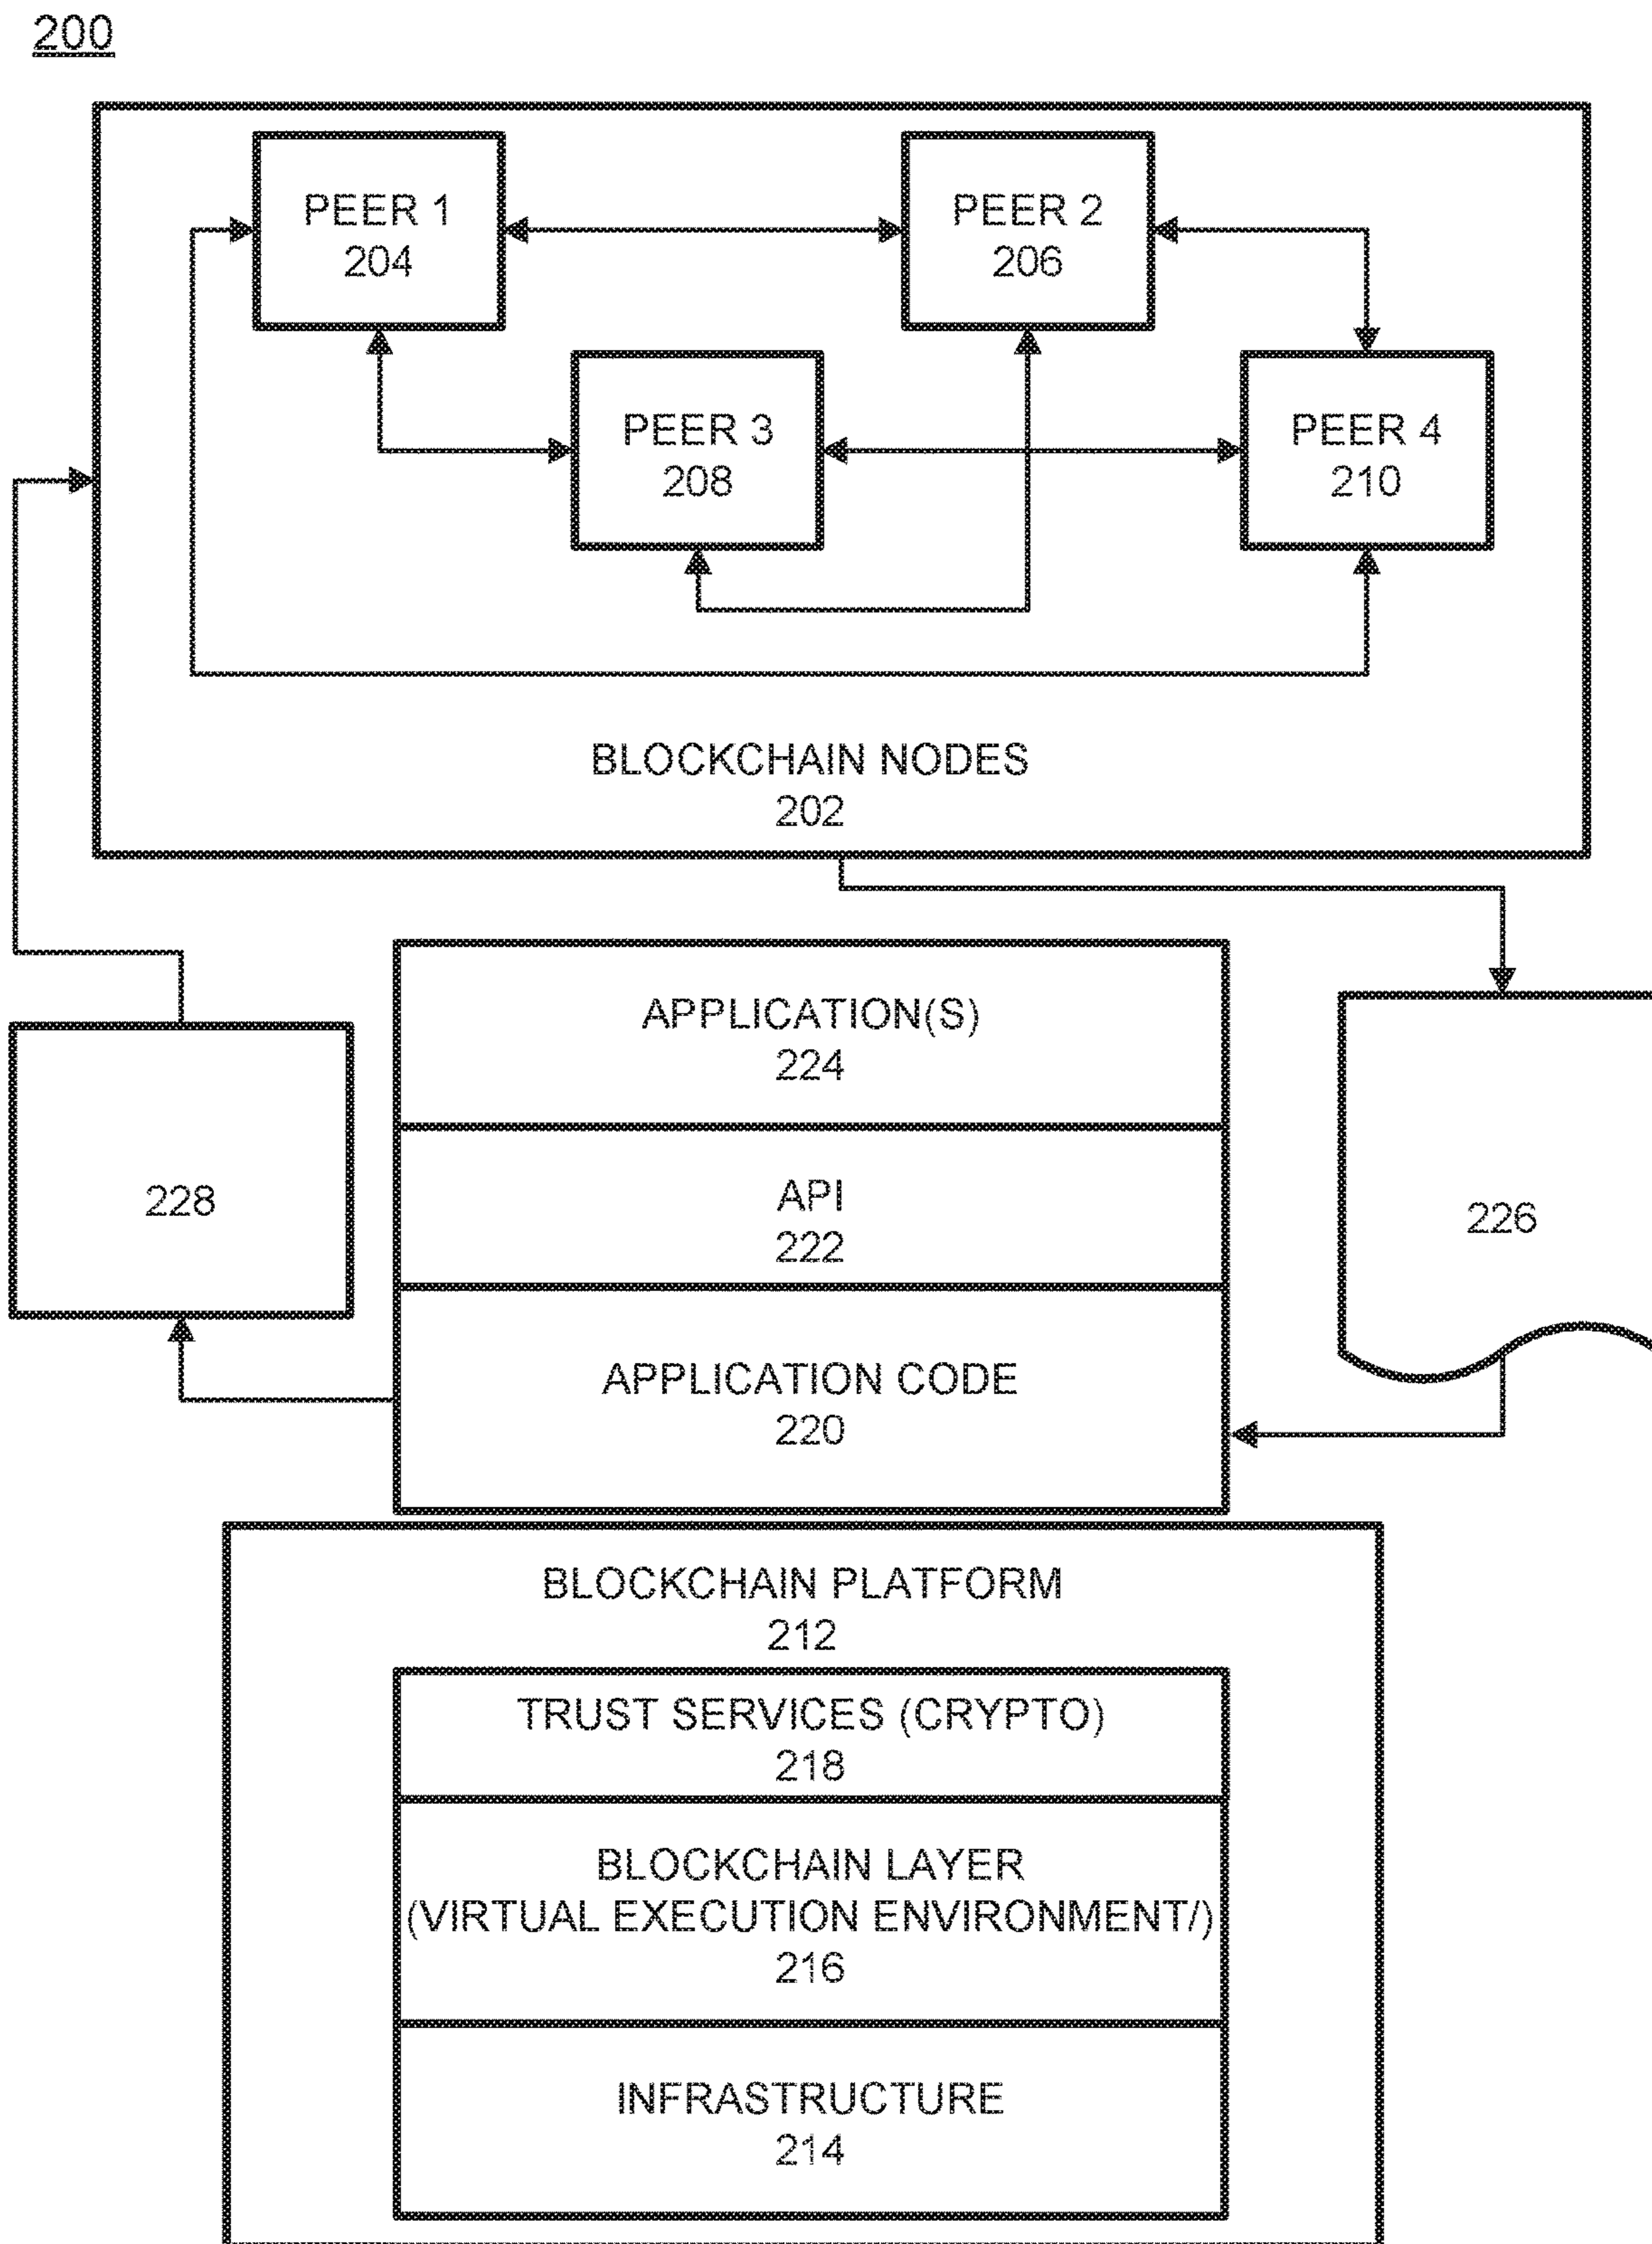 200
PEER 1
204
PEER 2
206
PEER 3
208
PEER 4
210
BLOCKCHAIN NODES
202
APPLICATION(S)
224
API
222
228
226
APPLICATION CODE
220
BLOCKCHAIN PLATFORM
212
TRUST SERVICES (CRYPTO)
218
BLOCKCHAIN LAYER
(VIRTUAL EXECUTION ENVIRONMENT/)
216
INFRASTRUCTURE
214